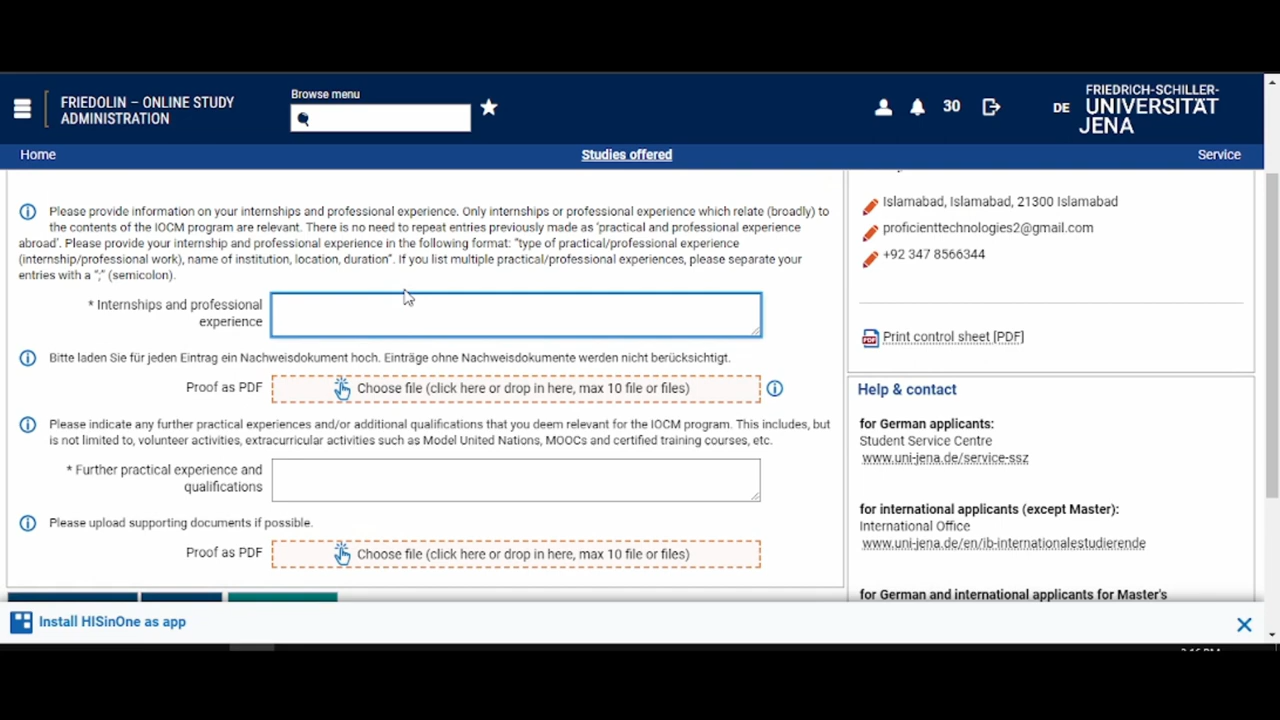 FRIEDOLIN – ONLINE STUDY
ADMINISTRATION
Browse menu
30
DE
FRIEDRICH-SCHILLER-
UNIVERSITÄT
JENA
Home
Studies offered
Service
Please provide information on your internships and professional experience. Only internships or professional experience which relate (broadly) to
the contents of the IOCM program are relevant. There is no need to repeat entries previously made as 'practical and professional experience
abroad'. Please provide your internship and professional experience in the following format: "type of practical/professional experience
(internship/professional work), name of institution, location, duration". If you list multiple practical/professional experiences, please separate your
entries with a ";" (semicolon).
* Internships and professional
experience
Bitte laden Sie für jeden Eintrag ein Nachweisdokument hoch. Einträge ohne Nachweisdokumente werden nicht berücksichtigt.
Proof as PDF
Choose file (click here or drop in here, max 10 file or files)
Please indicate any further practical experiences and/or additional qualifications that you deem relevant for the IOCM program. This includes, but
is not limited to, volunteer activities, extracurricular activities such as Model United Nations, MOOCs and certified training courses, etc.
* Further practical experience and
qualifications
Please upload supporting documents if possible.
Proof as PDF
Choose file (click here or drop in here, max 10 file or files)
Islamabad, Islamabad, 21300 Islamabad
proficienttechnologies2@gmail.com
+92 347 8566344
Print control sheet [PDF]
Help & contact
for German applicants:
Student Service Centre
www.uni-jena.de/service-ssz
for international applicants (except Master):
International Office
www.uni-jena.de/en/ib-internationalestudierende
for German and international applicants for Master's
Install HISinOne as app